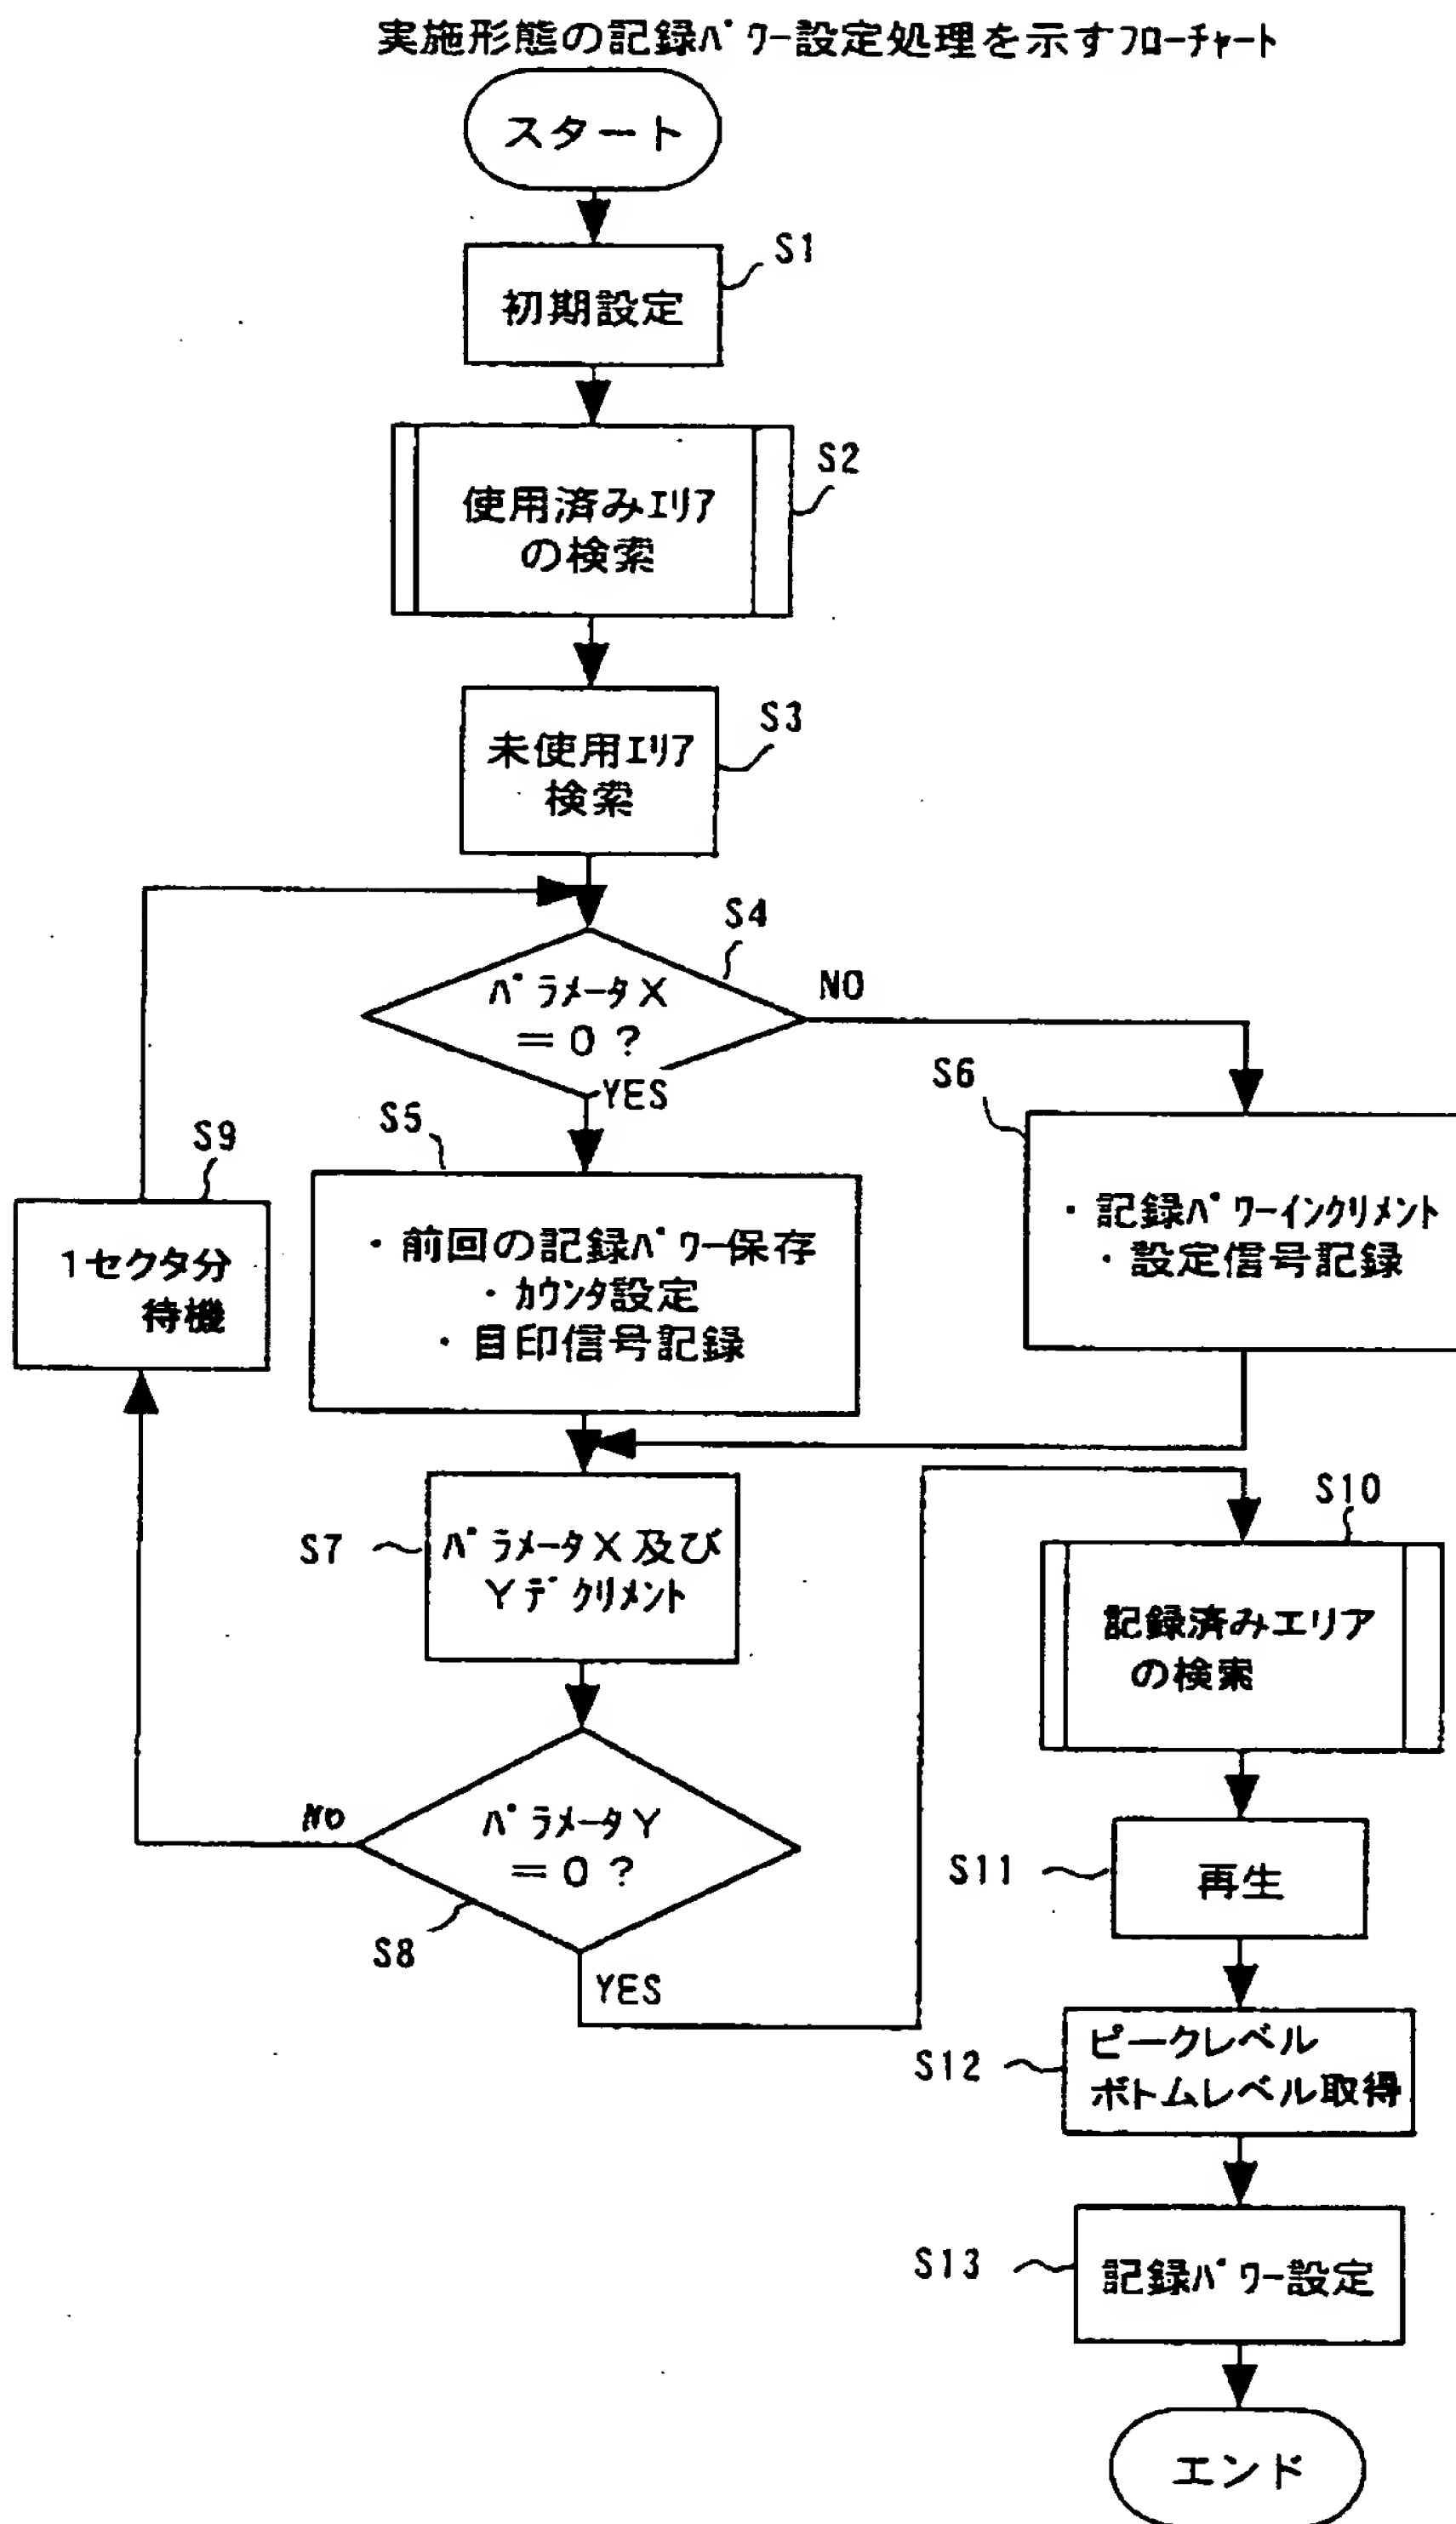 実施形態の記録ﾊﾟﾜｰ設定処理を示すﾌﾛｰﾁｬｰﾄ
スタート
S1
初期設定
S2
使用済みｴﾘｱ
の検索
S3
未使用ｴﾘｱ
検索
S4
ﾊﾟﾗﾒｰﾀX
=0?
NO
YES
S5
・前回の記録ﾊﾟﾜｰ保存
・ｶｳﾝﾀ設定
・目印信号記録
S6
・記録ﾊﾟﾜｰｲﾝｸﾘﾒﾝﾄ
・設定信号記録
S9
1セクタ分
待機
S7
ﾊﾟﾗﾒｰﾀX及び
Yﾃﾞｸﾘﾒﾝﾄ
S8
ﾊﾟﾗﾒｰﾀY
=0?
NO
YES
S10
記録済みエリア
の検索
S11
再生
S12
ピークレベル
ボトムレベル取得
S13
記録ﾊﾟﾜｰ設定
エンド